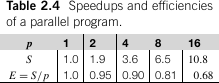 Table 2.4 Speedups and efficiencies
of a parallel program.
p 1 2 4 8 16
S 1.0 1.9 3.6 6.5 10.8
E = S/p 1.0 0.95 0.90 0.81 0.68